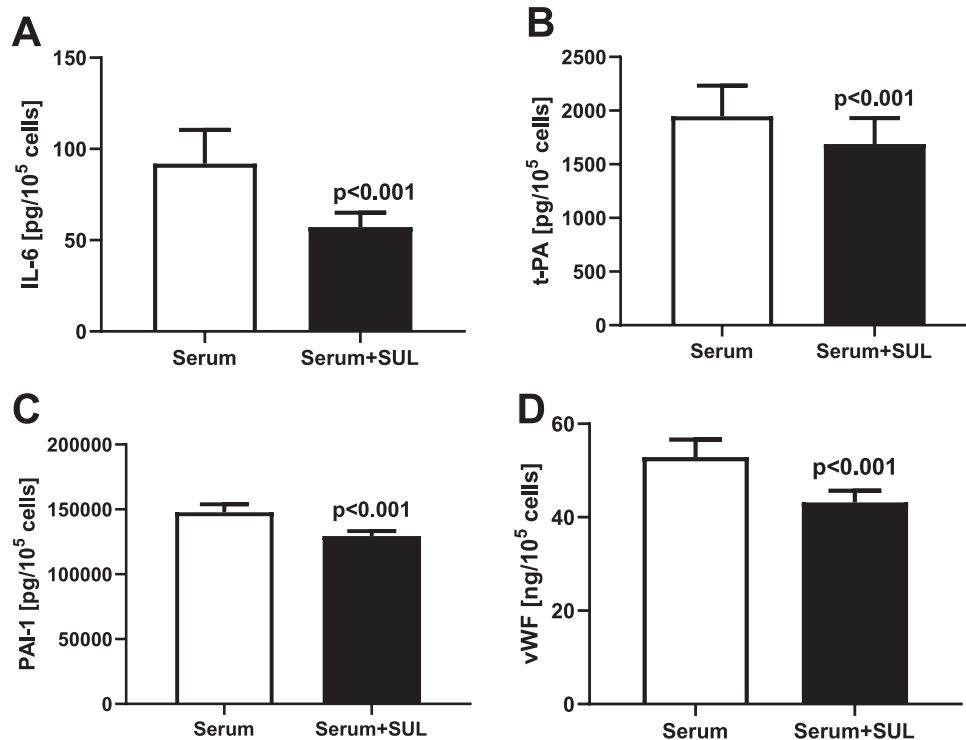 A
IL-6 [pg/10⁵ cells]
150
100
50
0
p<0.001
Serum
Serum+SUL
B
t-PA [pg/10⁵ cells]
2500
2000
1500
1000
500
0
p<0.001
Serum
Serum+SUL
C
PAI-1 [pg/10⁵ cells]
200000
150000
100000
50000
0
p<0.001
Serum
Serum+SUL
D
vWF [ng/10⁵ cells]
60
40
20
0
p<0.001
Serum
Serum+SUL